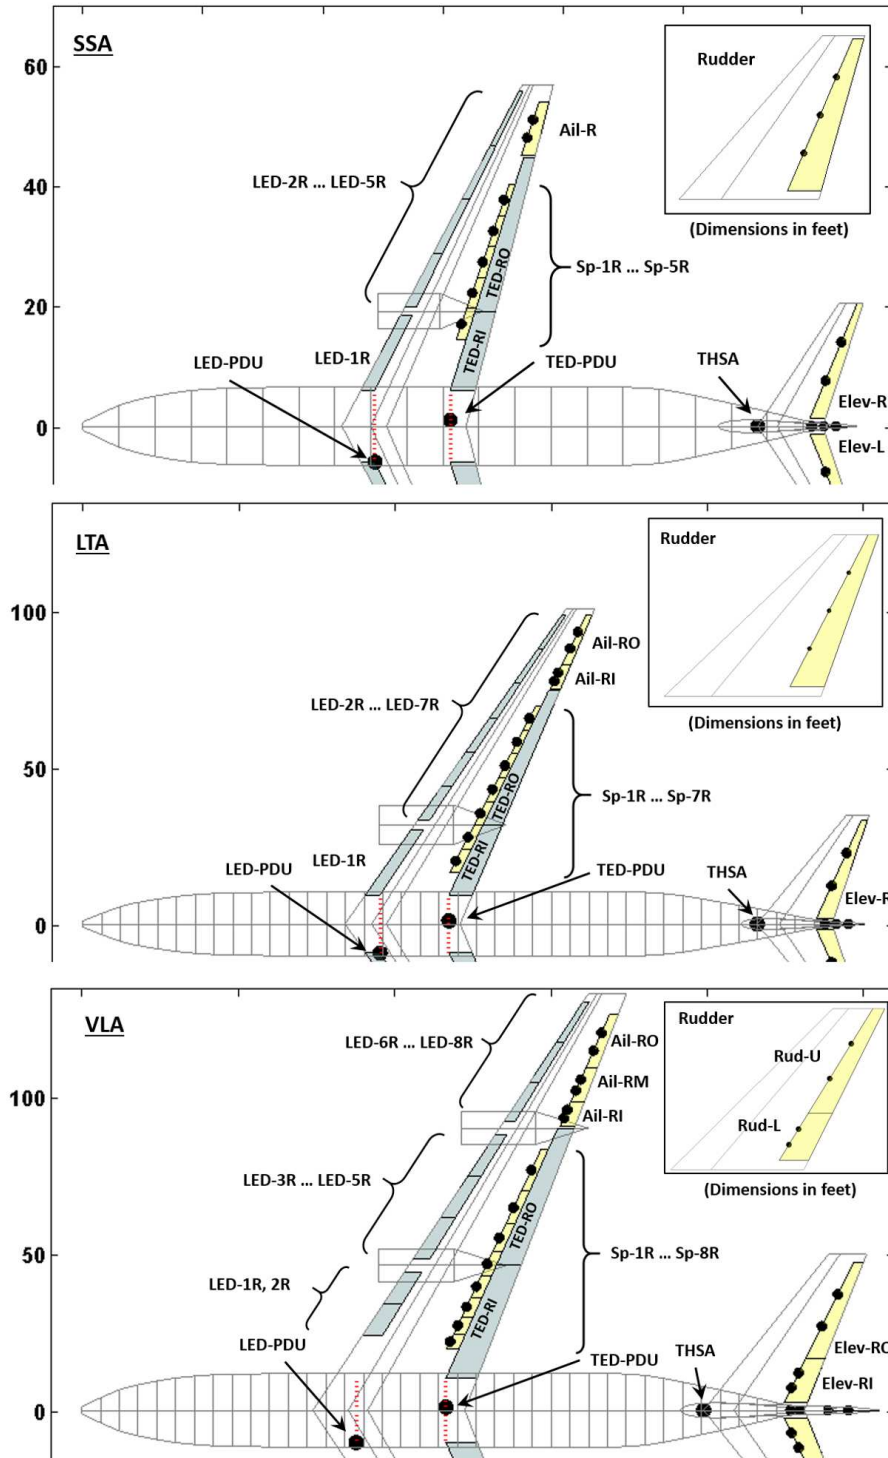 SSA
60
40
20
0
LED-2R ... LED-5R
Ail-R
Rudder
(Dimensions in feet)
Sp-1R ... Sp-5R
TED-RO
TED-RI
LED-1R
LED-PDU
TED-PDU
THSA
Elev-R
Elev-L
LTA
100
50
0
LED-2R ... LED-7R
Ail-RO
Ail-RI
Rudder
(Dimensions in feet)
Sp-1R ... Sp-7R
TED-RO
TED-RI
LED-1R
LED-PDU
TED-PDU
THSA
Elev-R
VLA
100
50
0
LED-6R ... LED-8R
Ail-RO
Ail-RM
Ail-RI
Rudder
Rud-U
Rud-L
(Dimensions in feet)
LED-3R ... LED-5R
TED-RO
Sp-1R ... Sp-8R
LED-1R, 2R
TED-RI
LED-PDU
TED-PDU
THSA
Elev-RO
Elev-RI